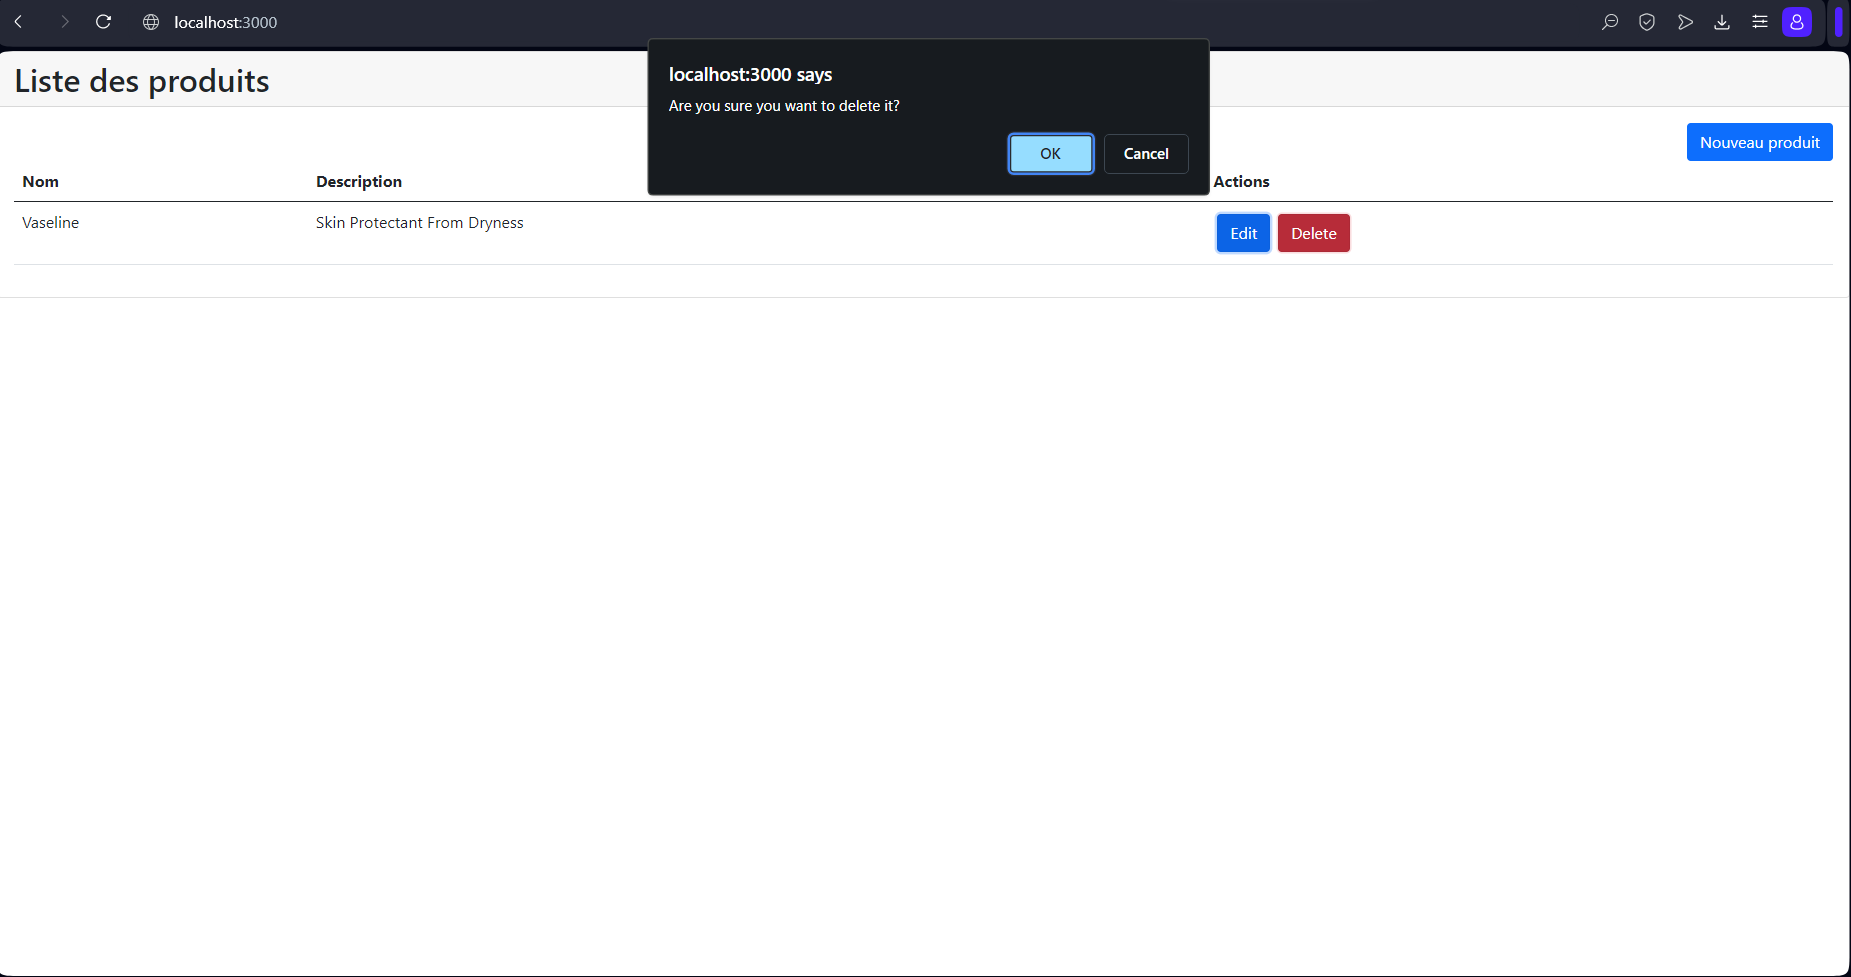 localhost:3000
localhost:3000 says
Are you sure you want to delete it?
OK Cancel
Liste des produits
Nouveau produit
Nom Description Actions
Vaseline Skin Protectant From Dryness Edit Delete